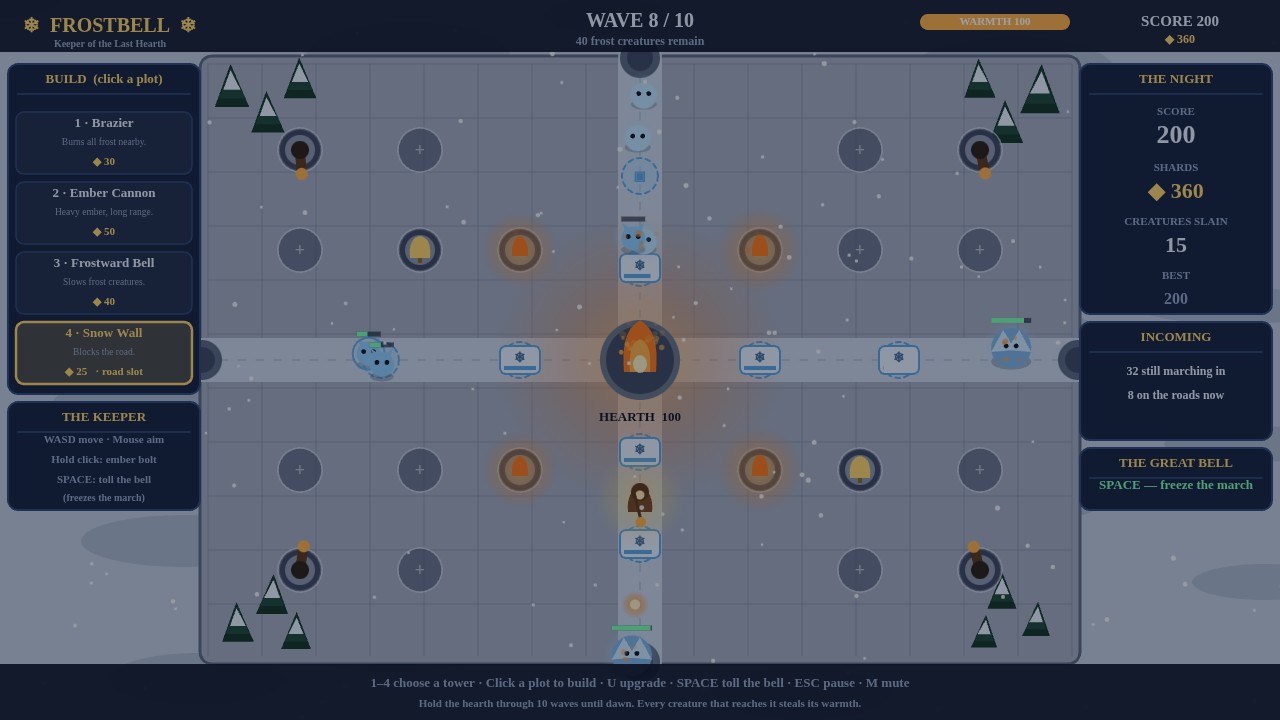 ❄ FROSTBELL ❄
Keeper of the Last Hearth
WAVE 8 / 10
40 frost creatures remain
WARMTH 100
SCORE 200
◆ 360
BUILD (click a plot)
1 · Brazier
Burns all frost nearby.
◆ 30
2 · Ember Cannon
Heavy ember, long range.
◆ 50
3 · Frostward Bell
Slows frost creatures.
◆ 40
4 · Snow Wall
Blocks the road.
◆ 25 · road slot
THE KEEPER
WASD move · Mouse aim
Hold click: ember bolt
SPACE: toll the bell
(freezes the march)
HEARTH 100
THE NIGHT
SCORE
200
SHARDS
◆ 360
CREATURES SLAIN
15
BEST
200
INCOMING
32 still marching in
8 on the roads now
THE GREAT BELL
SPACE — freeze the march
1–4 choose a tower · Click a plot to build · U upgrade · SPACE toll the bell · ESC pause · M mute
Hold the hearth through 10 waves until dawn. Every creature that reaches it steals its warmth.